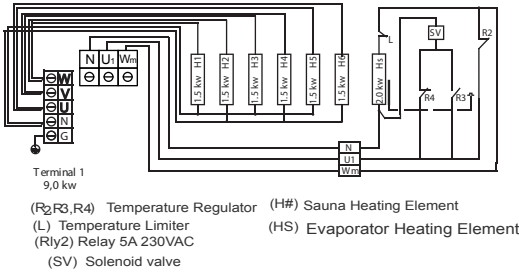 H1 H2 H3 H4 H5 H6
1.5 kw 1.5 kw 1.5 kw 1.5 kw 1.5 kw 1.5 kw
L
Hs
2.0 kw
SV
R2
R4 R3
N U1 Wm
W
V
U
N
G
N
U1
Wm
Terminal 1
9,0 kw
(R2R3,R4) Temperature Regulator
(L) Temperature Limiter
(Rly2) Relay 5A 230VAC
(SV) Solenoid valve
(H#) Sauna Heating Element
(HS) Evaporator Heating Element